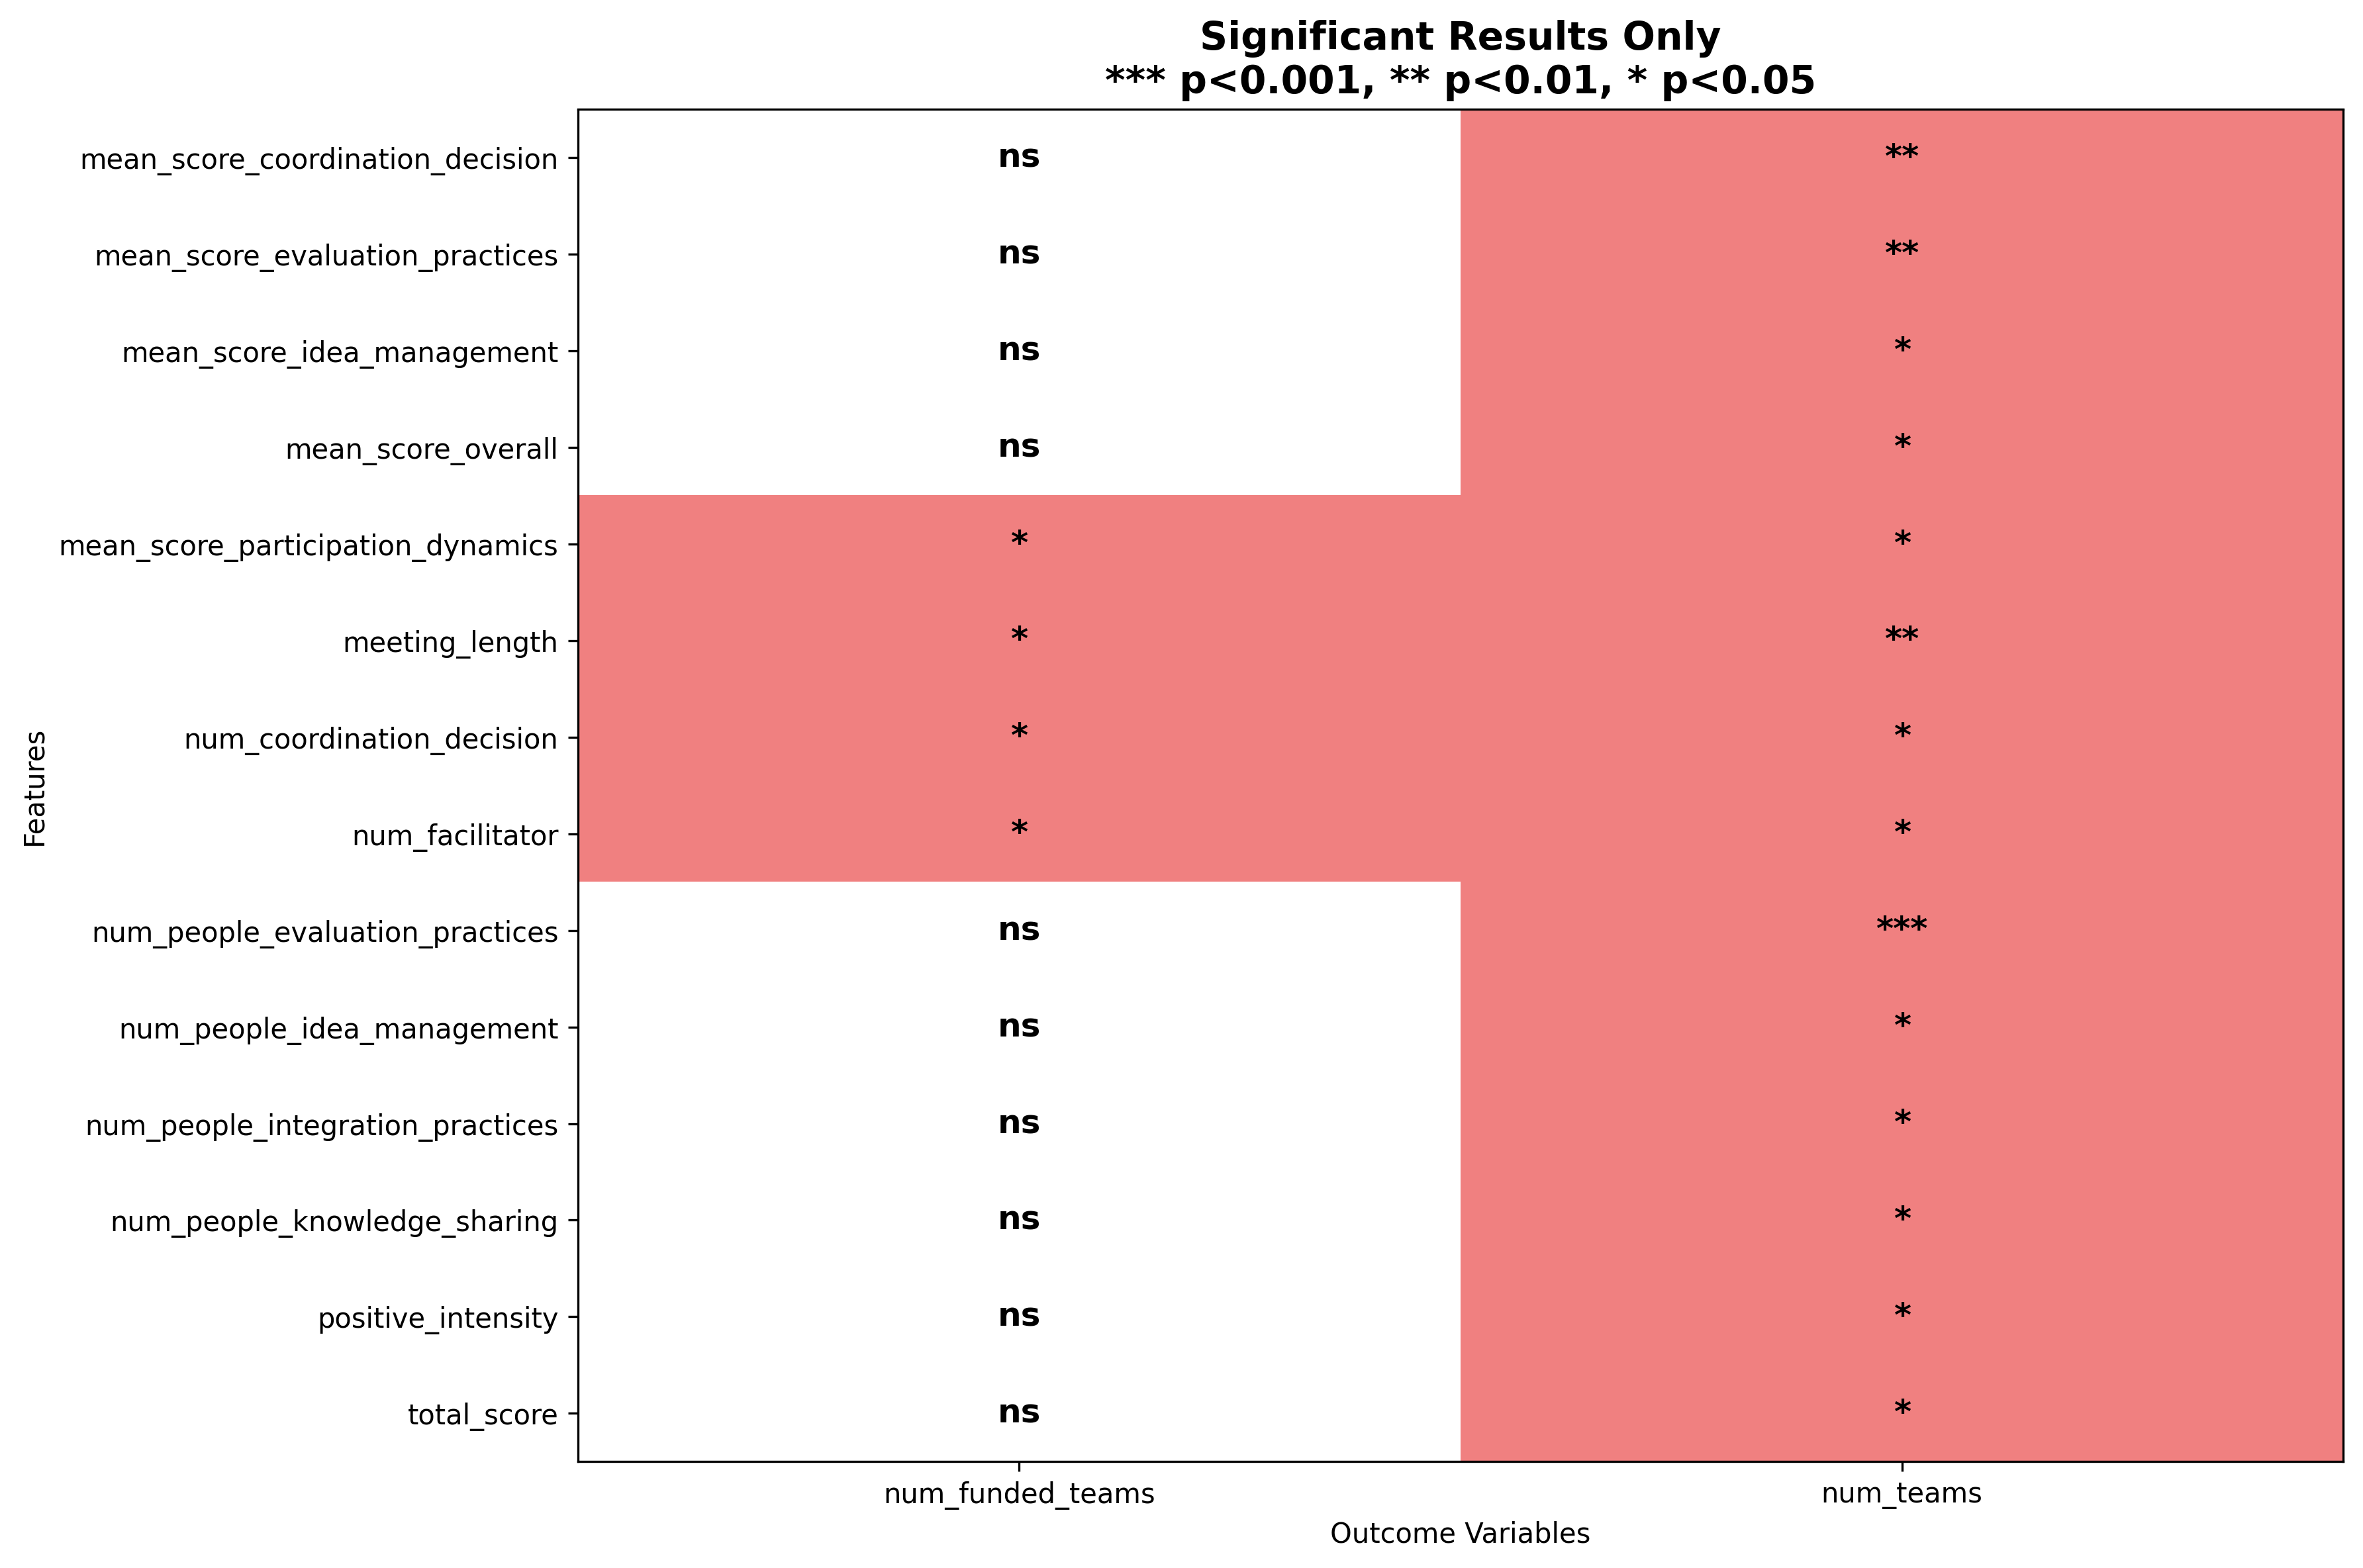 Significant Results Only
*** p<0.001, ** p<0.01, * p<0.05
Features
mean_score_coordination_decision ns **
mean_score_evaluation_practices ns **
mean_score_idea_management ns *
mean_score_overall ns *
mean_score_participation_dynamics * *
meeting_length * **
num_coordination_decision * *
num_facilitator * *
num_people_evaluation_practices ns ***
num_people_idea_management ns *
num_people_integration_practices ns *
num_people_knowledge_sharing ns *
positive_intensity ns *
total_score ns *
num_funded_teams num_teams
Outcome Variables